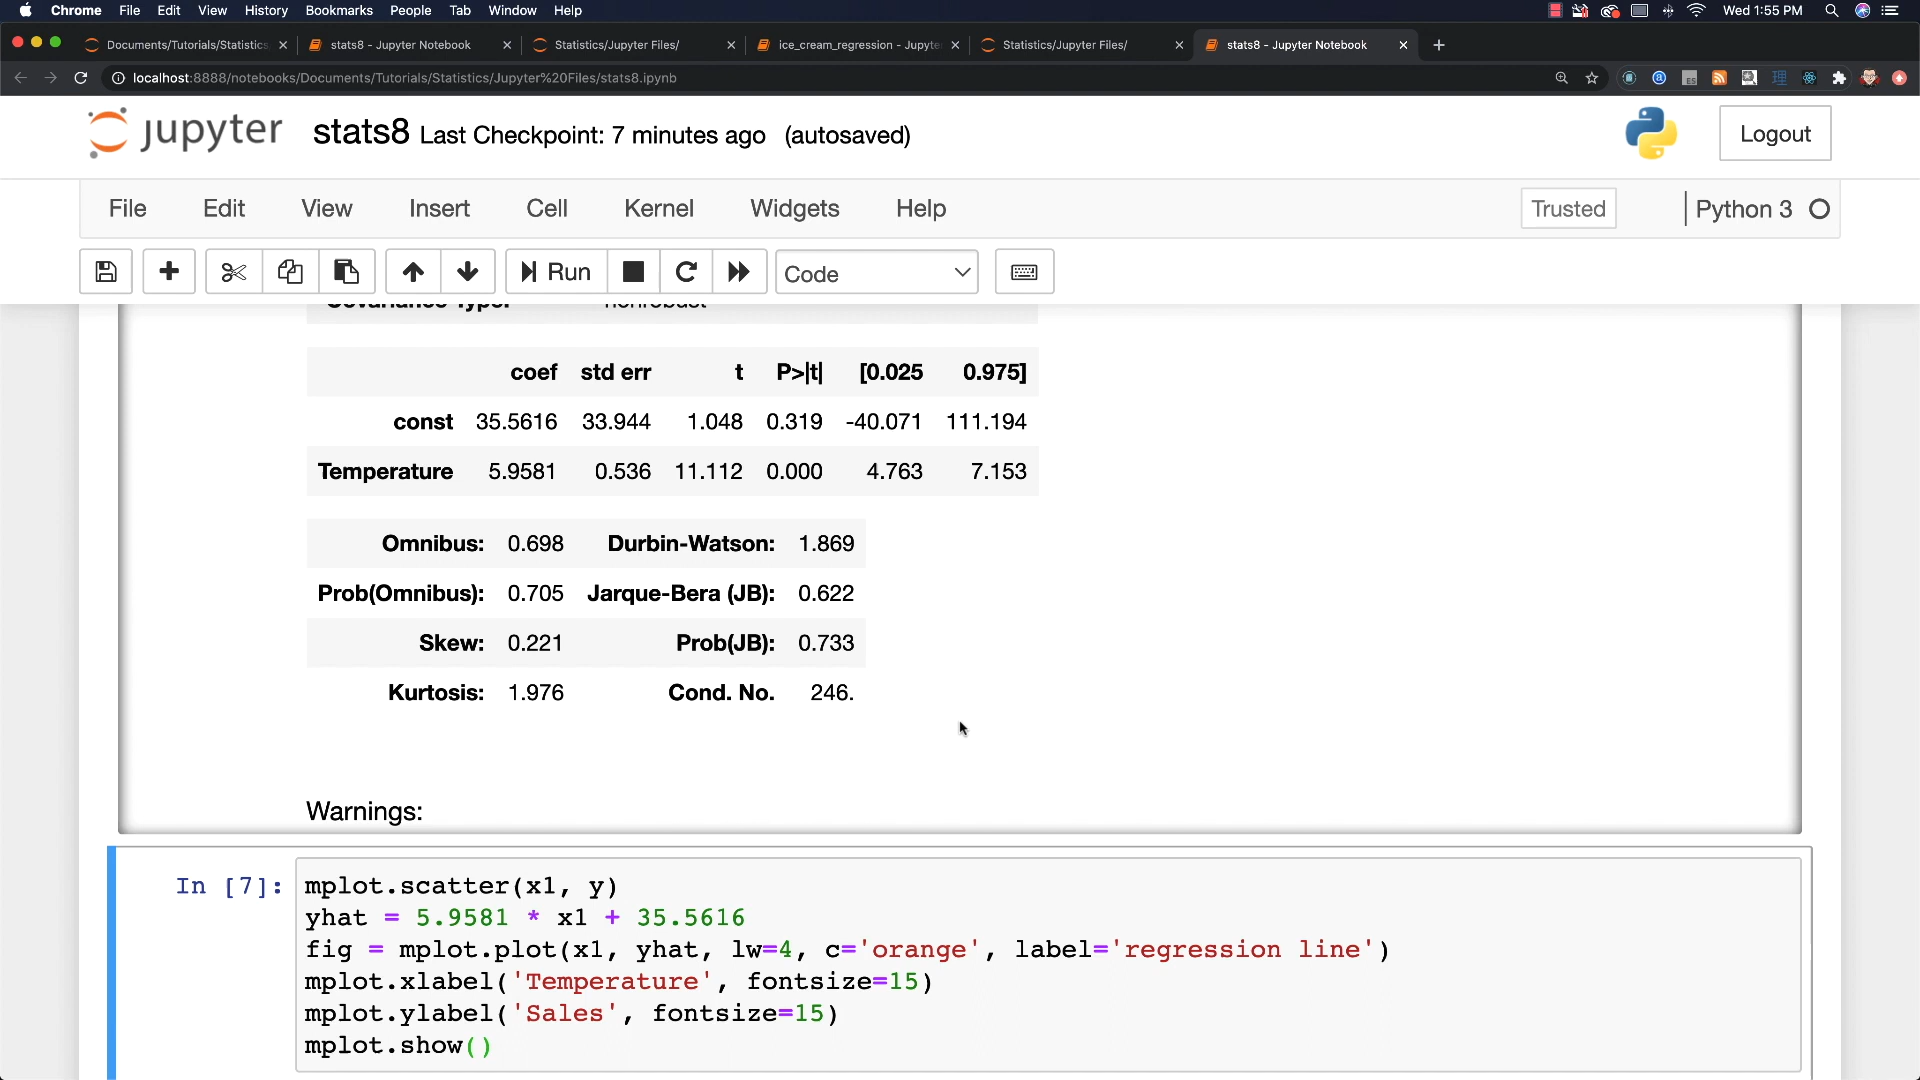 Chrome File Edit View History Bookmarks People Tab Window Help Wed 1:55 PM
Documents/Tutorials/Statistics stats8 - Jupyter Notebook Statistics/Jupyter Files/ ice_cream_regression - Jupyte Statistics/Jupyter Files/ stats8 - Jupyter Notebook
localhost:8888/notebooks/Documents/Tutorials/Statistics/Jupyter%20Files/stats8.ipynb
jupyter stats8 Last Checkpoint: 7 minutes ago (autosaved) Logout
File Edit View Insert Cell Kernel Widgets Help Trusted Python 3
Run Code
Covariance Type: nonrobust
coef std err t P>|t| [0.025 0.975]
const 35.5616 33.944 1.048 0.319 -40.071 111.194
Temperature 5.9581 0.536 11.112 0.000 4.763 7.153
Omnibus: 0.698 Durbin-Watson: 1.869
Prob(Omnibus): 0.705 Jarque-Bera (JB): 0.622
Skew: 0.221 Prob(JB): 0.733
Kurtosis: 1.976 Cond. No. 246.
Warnings:
In [7]: mplot.scatter(x1, y)
yhat = 5.9581 * x1 + 35.5616
fig = mplot.plot(x1, yhat, lw=4, c='orange', label='regression line')
mplot.xlabel('Temperature', fontsize=15)
mplot.ylabel('Sales', fontsize=15)
mplot.show()